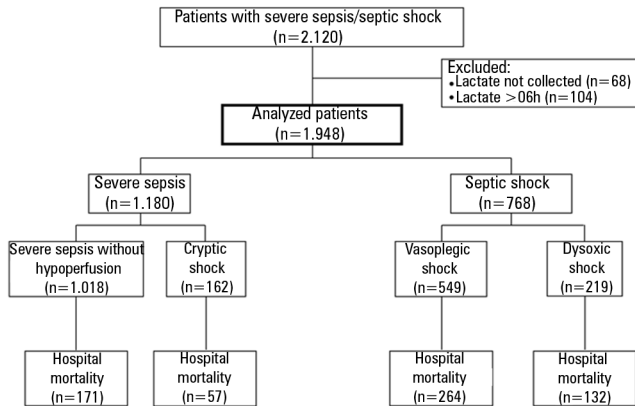 Patients with severe sepsis/septic shock
(n=2.120)
Excluded:
•Lactate not collected (n=68)
• Lactate >06h (n=104)
Analyzed patients
(n=1.948)
Severe sepsis
(n=1.180)
Septic shock
(n=768)
Severe sepsis without
hypoperfusion
(n=1.018)
Cryptic
shock
(n=162)
Vasoplegic
shock
(n=549)
Dysoxic
shock
(n=219)
Hospital
mortality
(n=171)
Hospital
mortality
(n=57)
Hospital
mortality
(n=264)
Hospital
mortality
(n=132)